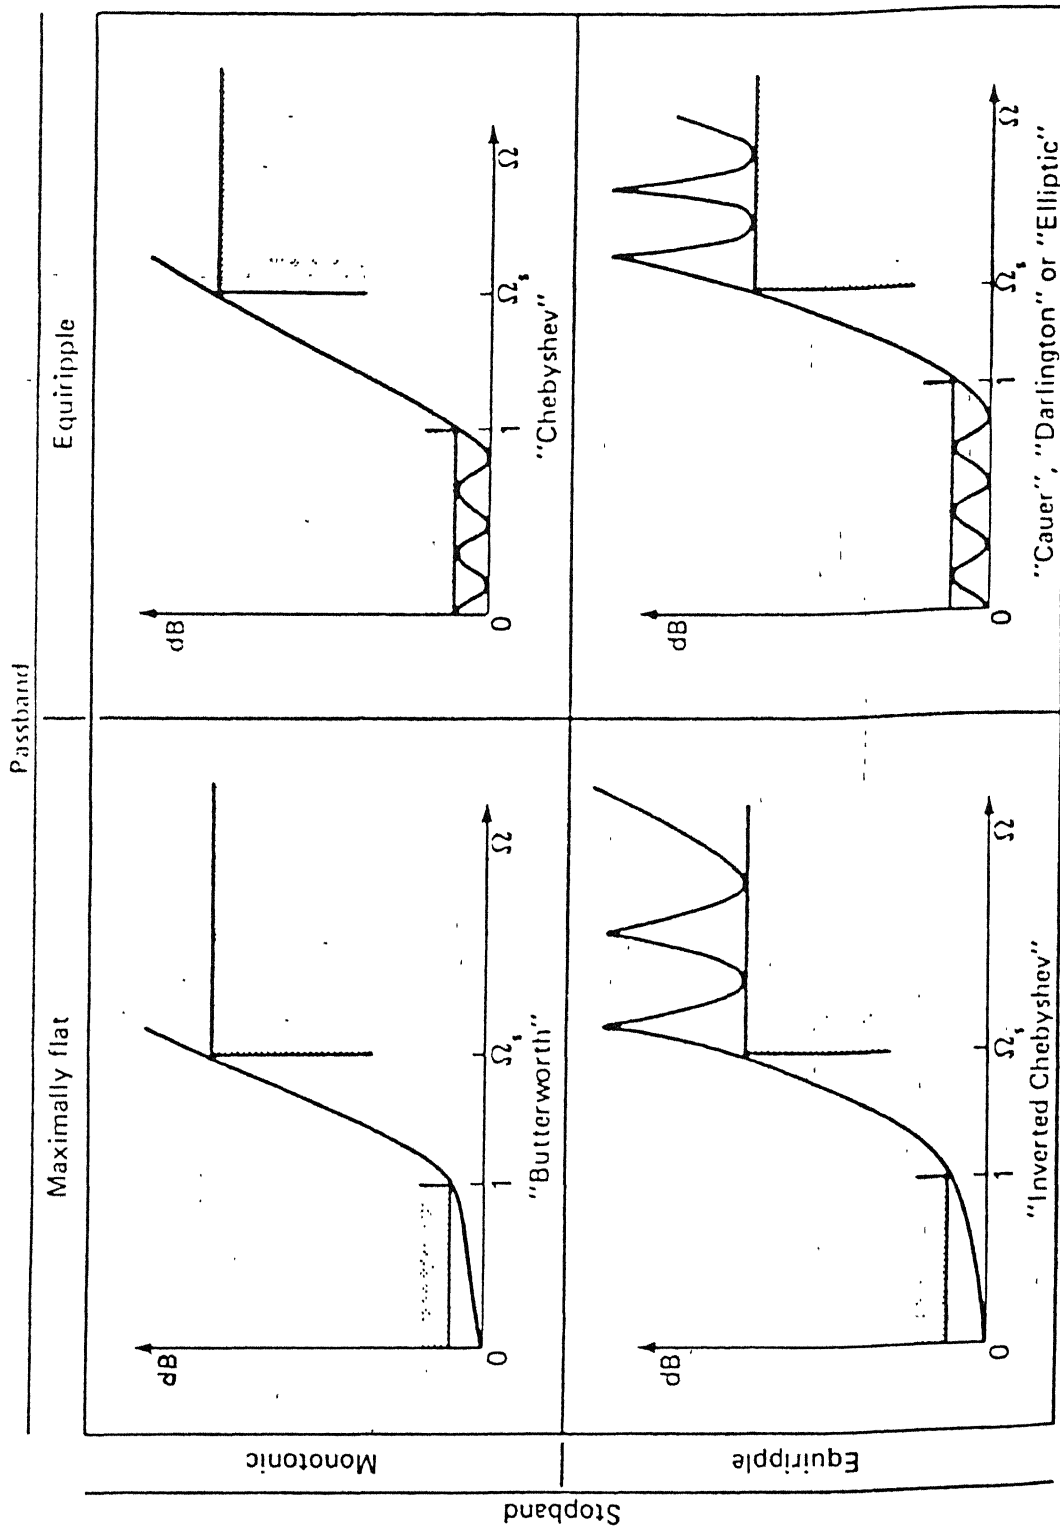 Passband
Maximally flat
Equiripple
Stopband
Monotonic
Equiripple
dB
0
1
Ωs
Ω
"Butterworth"
dB
0
1
Ωs
Ω
"Chebyshev"
dB
0
1
Ωs
Ω
"Inverted Chebyshev"
dB
0
1
Ωs
Ω
"Cauer", "Darlington" or "Elliptic"